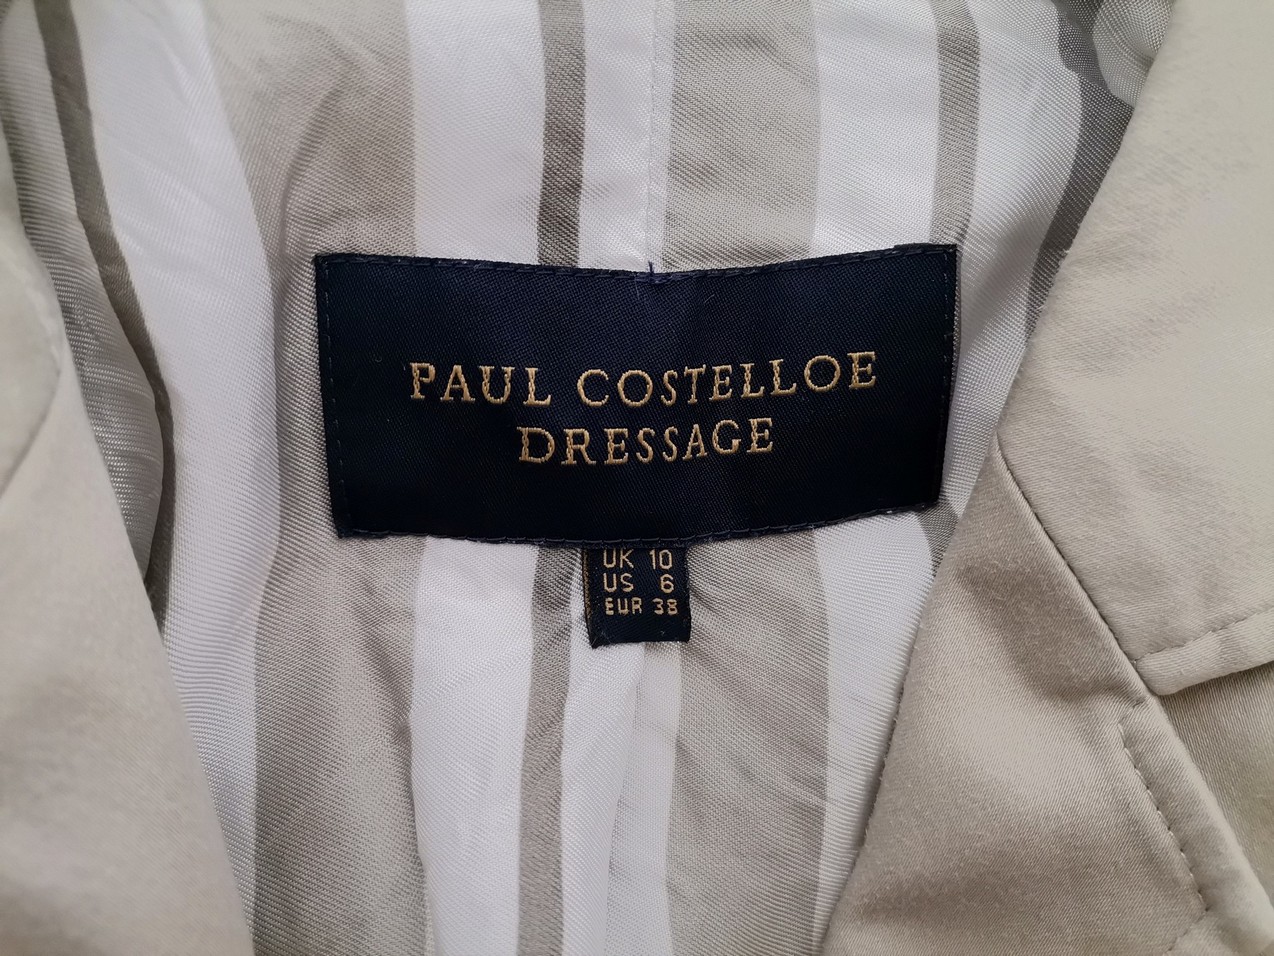 PAUL COSTELLOE
DRESSAGE
UK 10
US 6
EUR 38